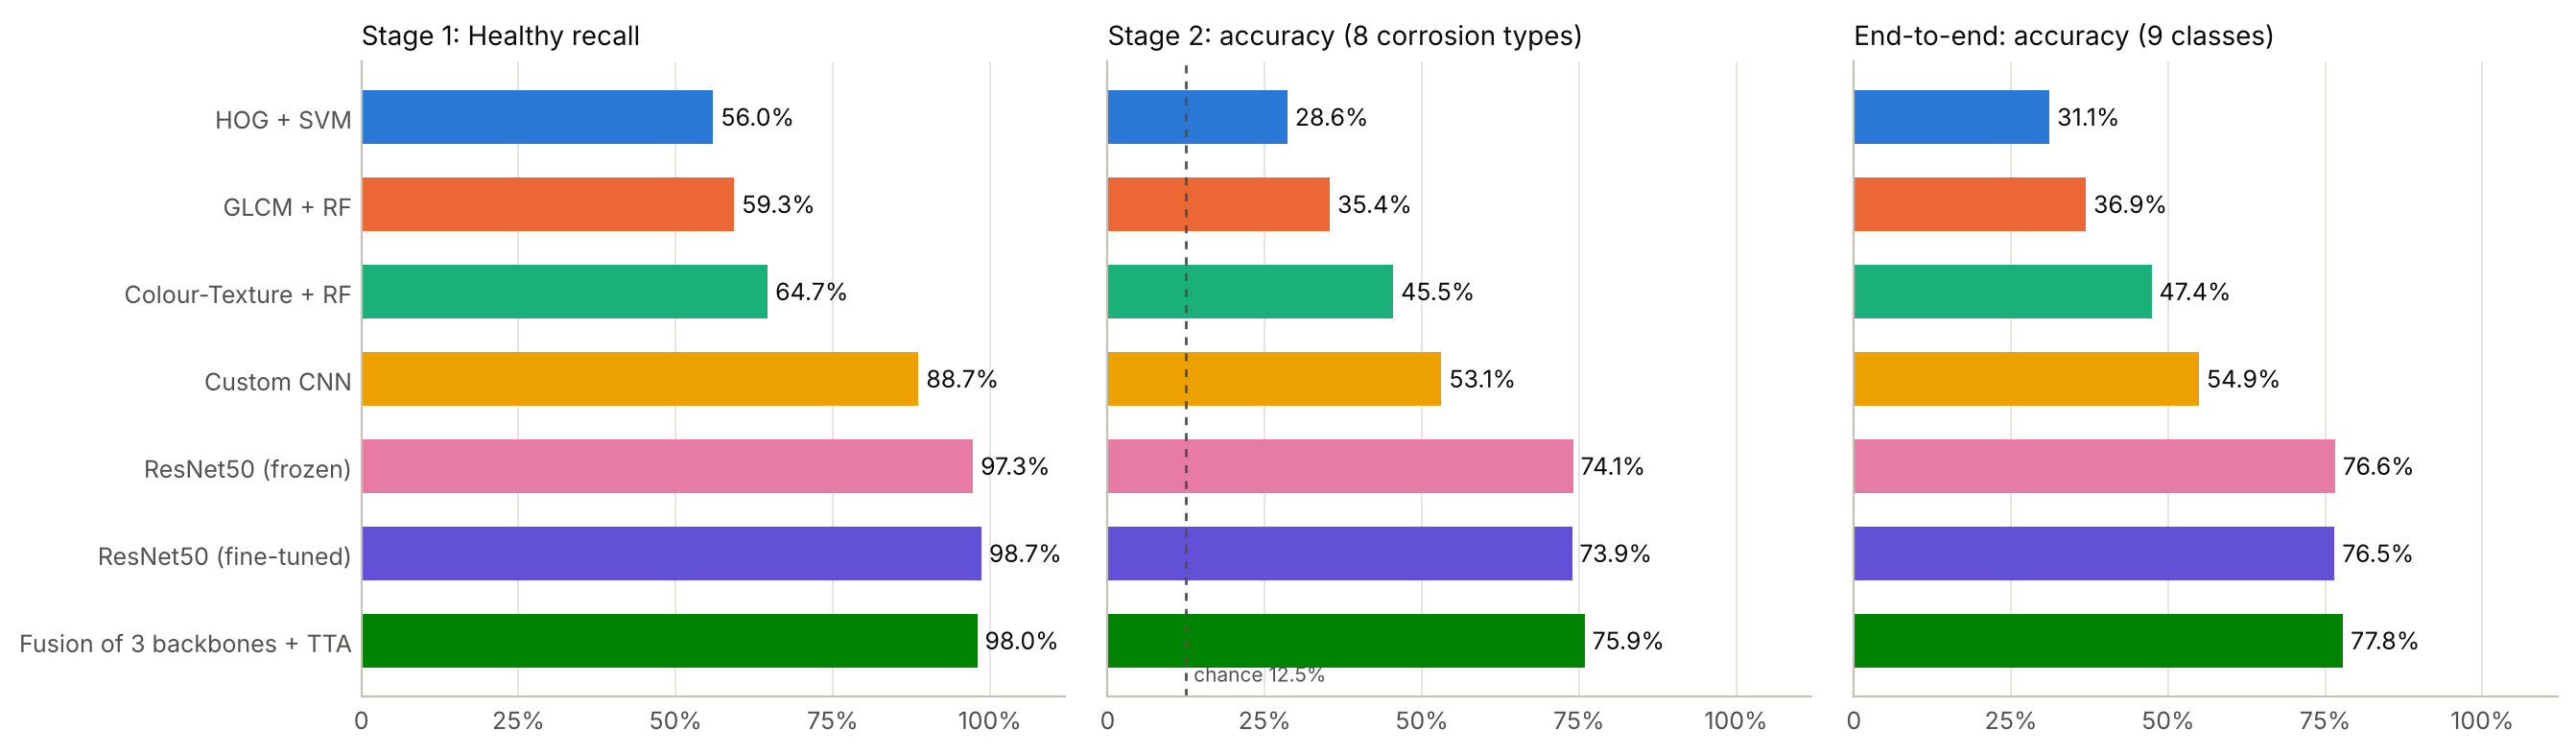 Stage 1: Healthy recall
HOG + SVM
56.0%
GLCM + RF
59.3%
Colour-Texture + RF
64.7%
Custom CNN
88.7%
ResNet50 (frozen)
97.3%
ResNet50 (fine-tuned)
98.7%
Fusion of 3 backbones + TTA
98.0%
0 25% 50% 75% 100%
Stage 2: accuracy (8 corrosion types)
28.6%
35.4%
45.5%
53.1%
74.1%
73.9%
75.9%
chance 12.5%
0 25% 50% 75% 100%
End-to-end: accuracy (9 classes)
31.1%
36.9%
47.4%
54.9%
76.6%
76.5%
77.8%
0 25% 50% 75% 100%